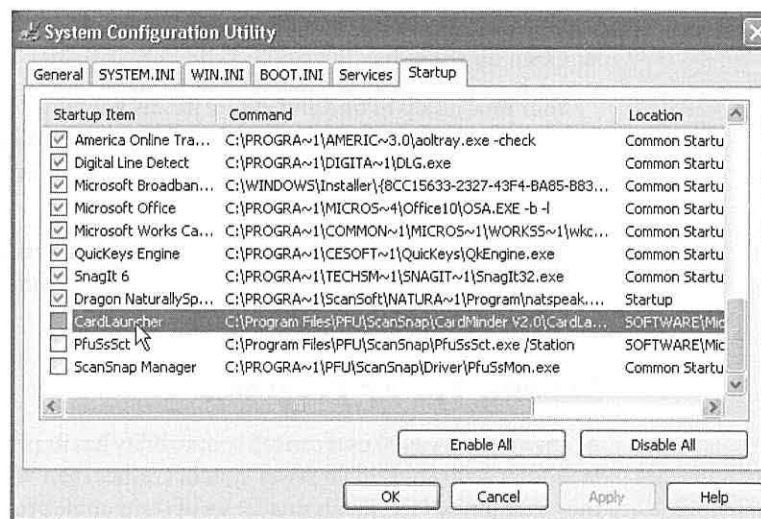 System Configuration Utility
General SYSTEM.INI WIN.INI BOOT.INI Services Startup
Startup Item Command Location
America Online Tra... C:\PROGRA~1\AMERIC~3.0\aoltray.exe -check Common Startu
Digital Line Detect C:\PROGRA~1\DIGITA~1\DLG.exe Common Startu
Microsoft Broadban... C:\WINDOWS\Installer\{8CC15633-2327-43F4-BA85-B83... Common Startu
Microsoft Office C:\PROGRA~1\MICROS~4\Office10\OSA.EXE -b -l Common Startu
Microsoft Works Ca... C:\PROGRA~1\COMMON~1\MICROS~1\WORKSS~1\wkc... Common Startu
QuicKeys Engine C:\PROGRA~1\CESOFT~1\QuicKeys\QkEngine.exe Common Startu
SnagIt 6 C:\PROGRA~1\TECHSM~1\SNAGIT~1\SnagIt32.exe Common Startu
Dragon NaturallySp... C:\PROGRA~1\ScanSoft\NATURA~1\Program\natspeak.... Startup
CardLauncher C:\Program Files\PFU\ScanSnap\CardMinder V2.0\CardLa... SOFTWARE\Mic
PfuSsSct C:\Program Files\PFU\ScanSnap\PfuSsSct.exe /Station SOFTWARE\Mic
ScanSnap Manager C:\PROGRA~1\PFU\ScanSnap\Driver\PfuSsMon.exe Common Startu
Enable All Disable All
OK Cancel Apply Help